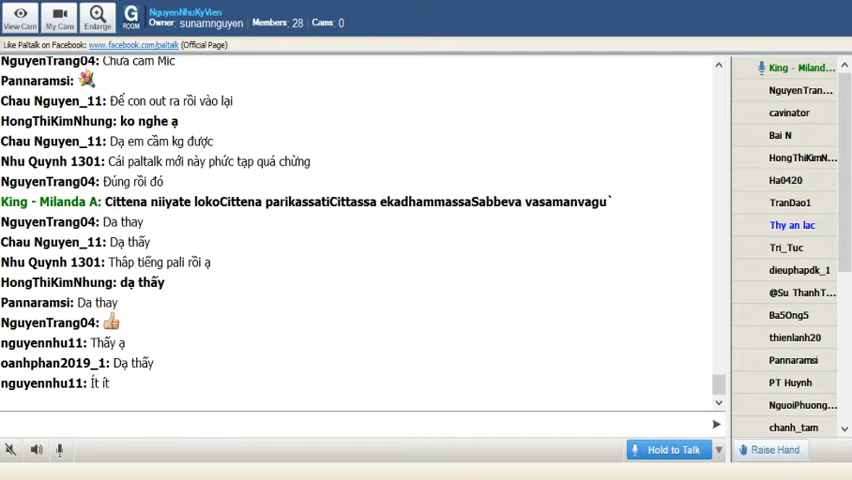 NguyenNhuKyVien
Owner: sunamnguyen Members: 28 Cams: 0
View Cam My Cam Enlarge G ROOM
Like Paltalk on Facebook: www.facebook.com/paltalk (Official Page)
NguyenTrang04: Chưa cầm Mic
Pannaramsi:
Chau Nguyen_11: Để con out ra rồi vào lại
HongThiKimNhung: ko nghe ạ
Chau Nguyen_11: Dạ em cầm kg được
Nhu Quynh 1301: Cái paltalk mới này phức tạp quá chừng
NguyenTrang04: Đúng rồi đó
King - Milanda A: Cittena niiyate lokoCittena parikassatiCittassa ekadhammassaSabbeva vasamanvagu`
NguyenTrang04: Da thay
Chau Nguyen_11: Dạ thấy
Nhu Quynh 1301: Thâp tiếng pali rồi ạ
HongThiKimNhung: dạ thấy
Pannaramsi: Da thay
NguyenTrang04:
nguyennhu11: Thấy ạ
oanhphan2019_1: Dạ thấy
nguyennhu11: Ít ít
King - Miland...
NguyenTran...
cavinator
Bai N
HongThiKimN...
Ha0420
TranDao1
Thy an lac
Tri_Tuc
dieuphapdk_1
@Su ThanhT...
Ba5Ong5
thienlanh20
Pannaramsi
PT Huynh
NguoiPhuong...
chanh_tam
Hold to Talk
Raise Hand